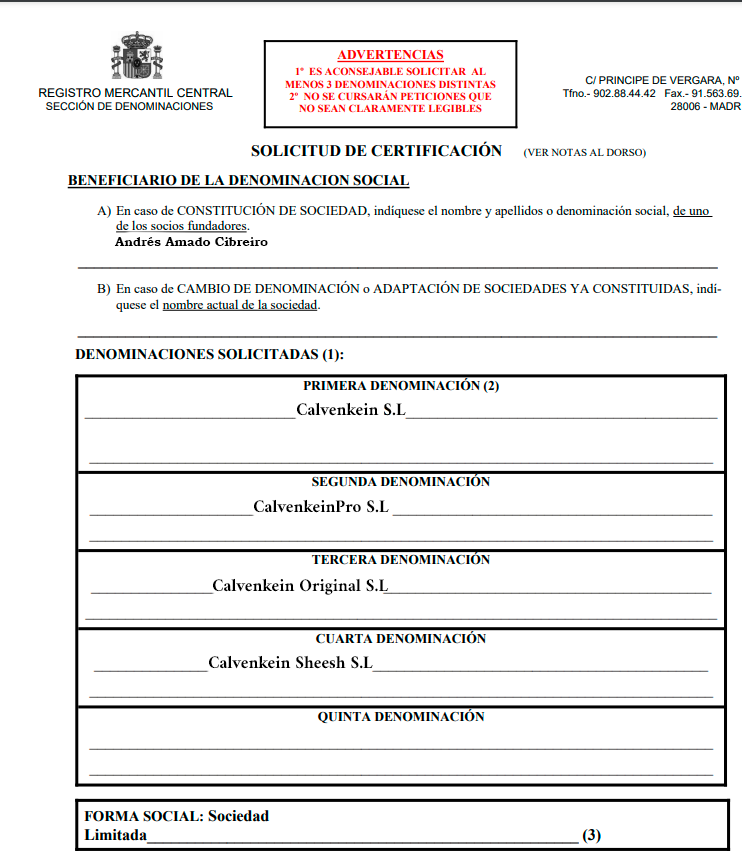 REGISTRO MERCANTIL CENTRAL
SECCIÓN DE DENOMINACIONES
ADVERTENCIAS
1º ES ACONSEJABLE SOLICITAR AL
MENOS 3 DENOMINACIONES DISTINTAS
2º NO SE CURSARÁN PETICIONES QUE
NO SEAN CLARAMENTE LEGIBLES
C/ PRINCIPE DE VERGARA, Nº
Tfno.- 902.88.44.42 Fax.- 91.563.69.
28006 - MADR
SOLICITUD DE CERTIFICACIÓN (VER NOTAS AL DORSO)
BENEFICIARIO DE LA DENOMINACION SOCIAL
A) En caso de CONSTITUCIÓN DE SOCIEDAD, indíquese el nombre y apellidos o denominación social, de uno
de los socios fundadores.
Andrés Amado Cibreiro
B) En caso de CAMBIO DE DENOMINACIÓN o ADAPTACIÓN DE SOCIEDADES YA CONSTITUIDAS, indí-
quese el nombre actual de la sociedad.
DENOMINACIONES SOLICITADAS (1):
PRIMERA DENOMINACIÓN (2)
Calvenkein S.L
SEGUNDA DENOMINACIÓN
CalvenkeinPro S.L
TERCERA DENOMINACIÓN
Calvenkein Original S.L
CUARTA DENOMINACIÓN
Calvenkein Sheesh S.L
QUINTA DENOMINACIÓN
FORMA SOCIAL: Sociedad
Limitada (3)